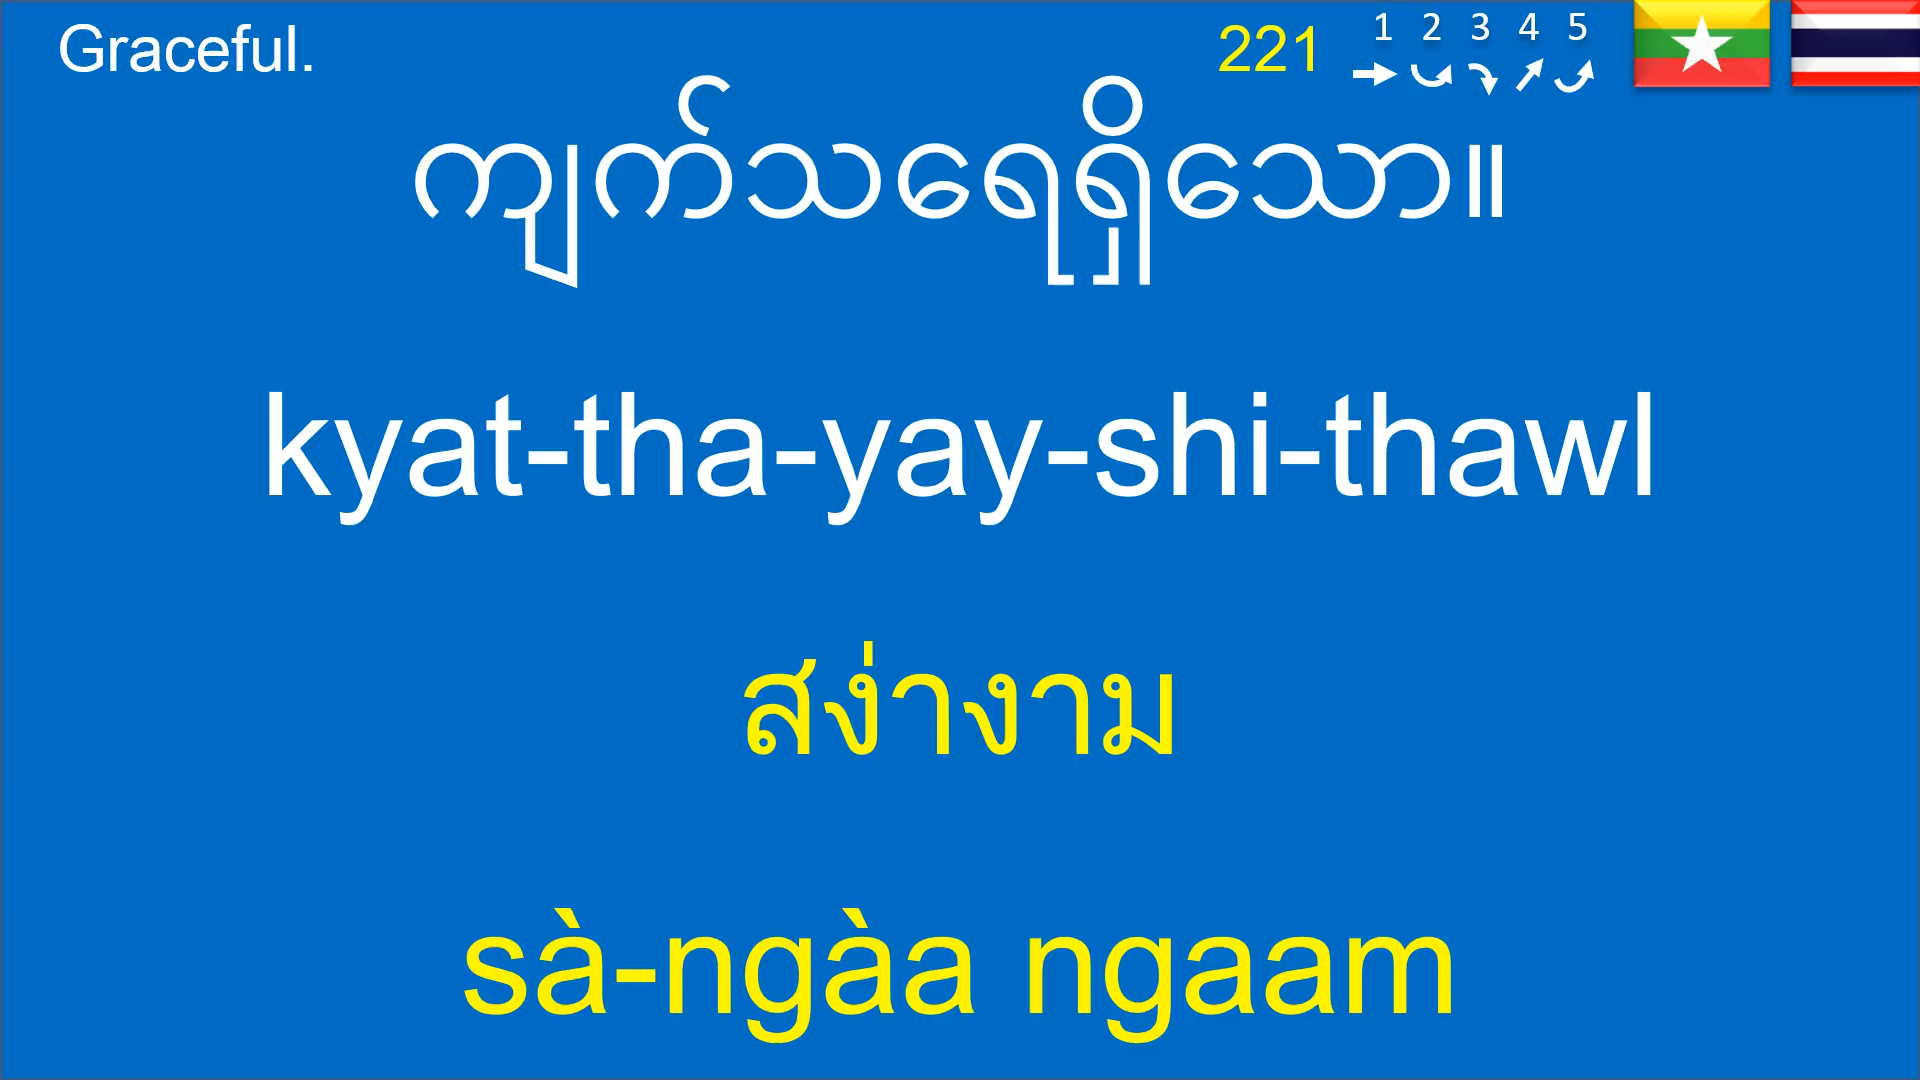 Graceful.
221
1 2 3 4 5
ကျက်သရေရှိသော။
kyat-tha-yay-shi-thawl
สง่างาม
sà-ngàa ngaam